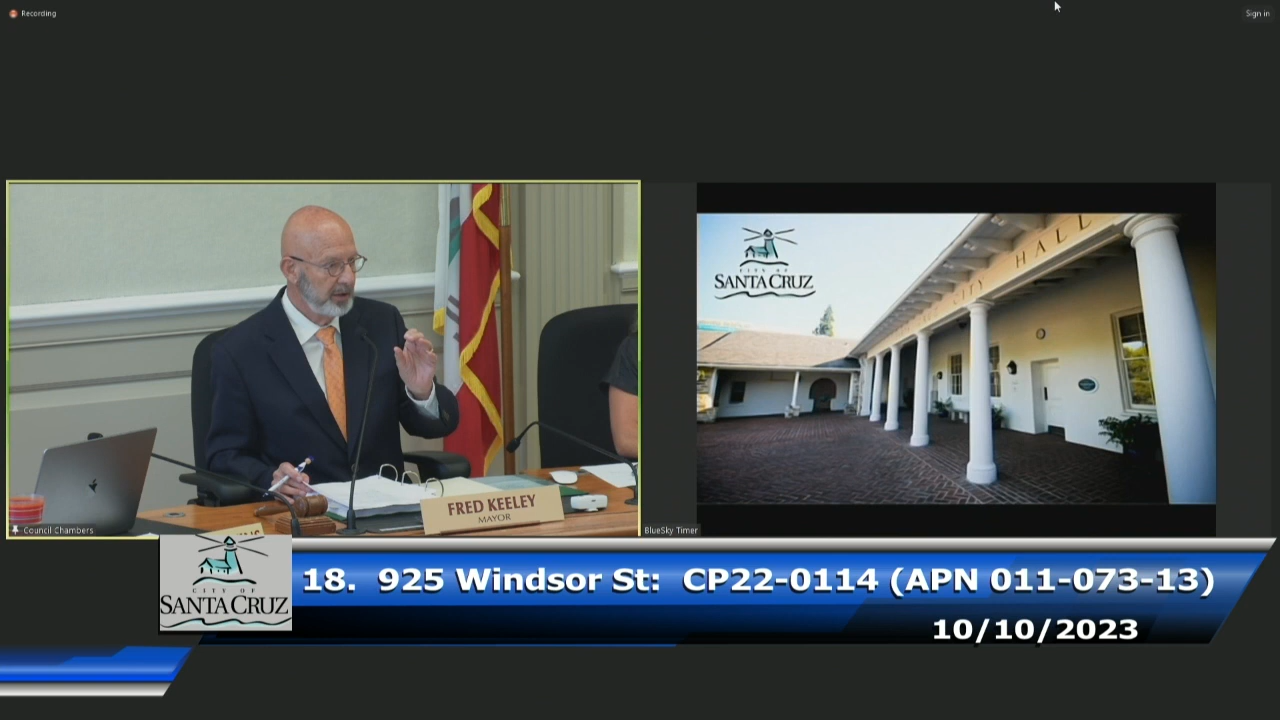 Recording
Sign in
CITY OF
SANTA CRUZ
CITY HALL
FRED KEELEY
MAYOR
Council Chambers
BlueSky Timer
CITY OF
SANTA CRUZ
18. 925 Windsor St: CP22-0114 (APN 011-073-13)
10/10/2023